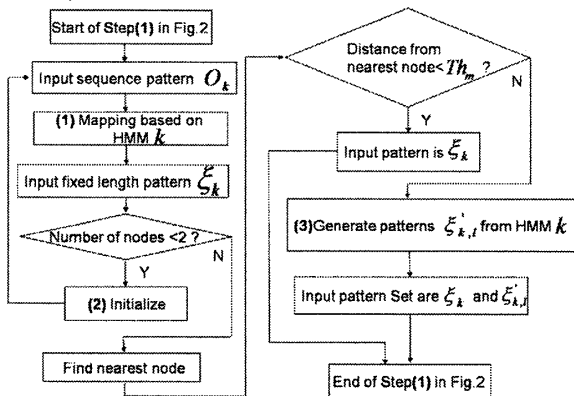 Start of Step(1) in Fig.2
Input sequence pattern O_k
(1) Mapping based on
HMM k
Input fixed length pattern ξ_k
Number of nodes <2 ?
N
Y
(2) Initialize
Find nearest node
Distance from
nearest node<Th_m ?
N
Y
Input pattern is ξ_k
(3)Generate patterns ξ'_{k,l} from HMM k
Input pattern Set are ξ_k and ξ'_{k,l}
End of Step(1) in Fig.2